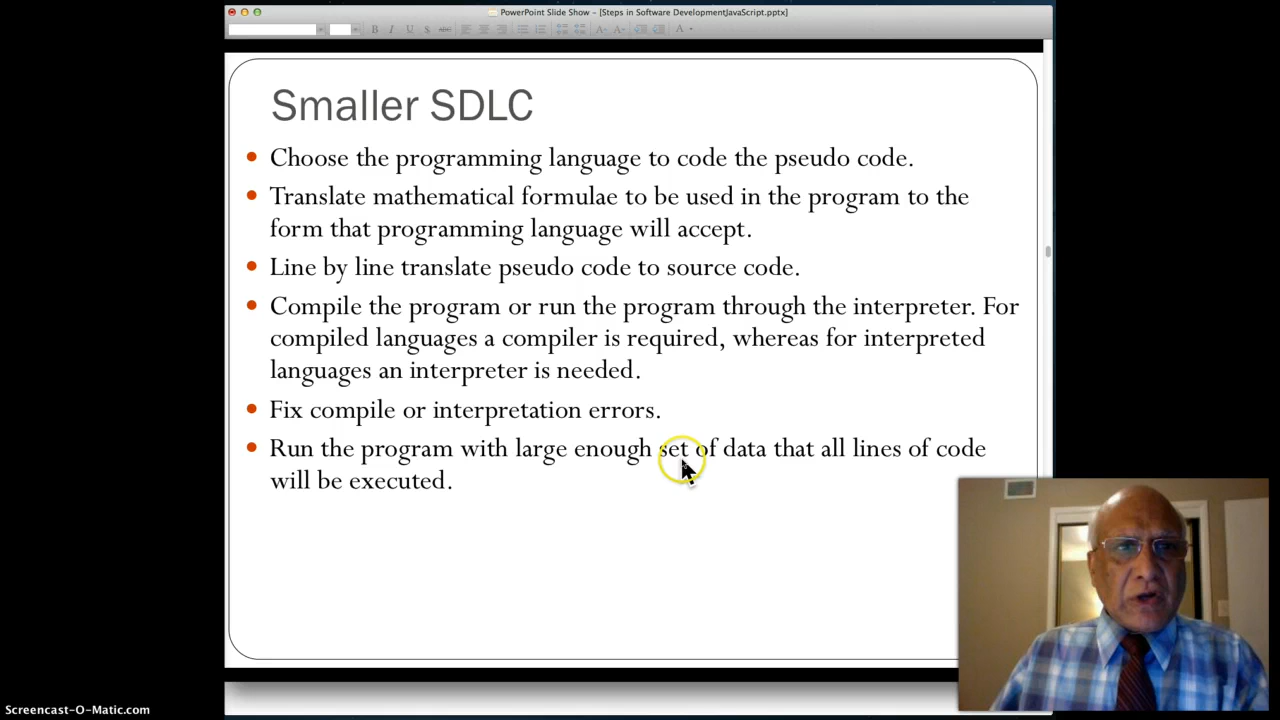 PowerPoint Slide Show - [Steps in Software DevelopmentJavaScript.pptx]
B I U S ABC
A A A
Smaller SDLC
• Choose the programming language to code the pseudo code.
• Translate mathematical formulae to be used in the program to the
form that programming language will accept.
• Line by line translate pseudo code to source code.
• Compile the program or run the program through the interpreter. For
compiled languages a compiler is required, whereas for interpreted
languages an interpreter is needed.
• Fix compile or interpretation errors.
• Run the program with large enough set of data that all lines of code
will be executed.
Screencast-O-Matic.com